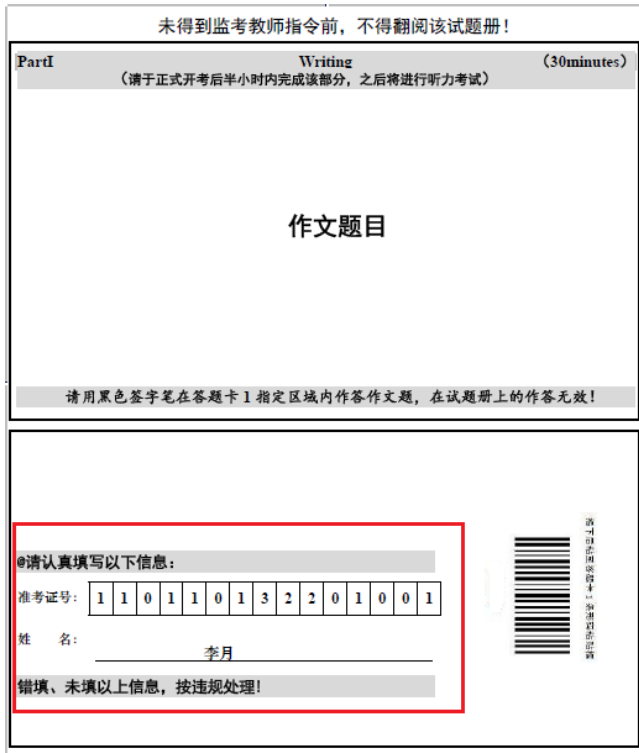 未得到监考教师指令前，不得翻阅该试题册！
PartI Writing （30minutes）
（请于正式开考后半小时内完成该部分，之后将进行听力考试）
作文题目
请用黑色签字笔在答题卡1指定区域内作答作文题，在试题册上的作答无效！
@请认真填写以下信息：
准考证号： 1 1 0 1 1 0 1 3 2 2 0 1 0 0 1
姓 名： 李月
错填、未填以上信息，按违规处理!